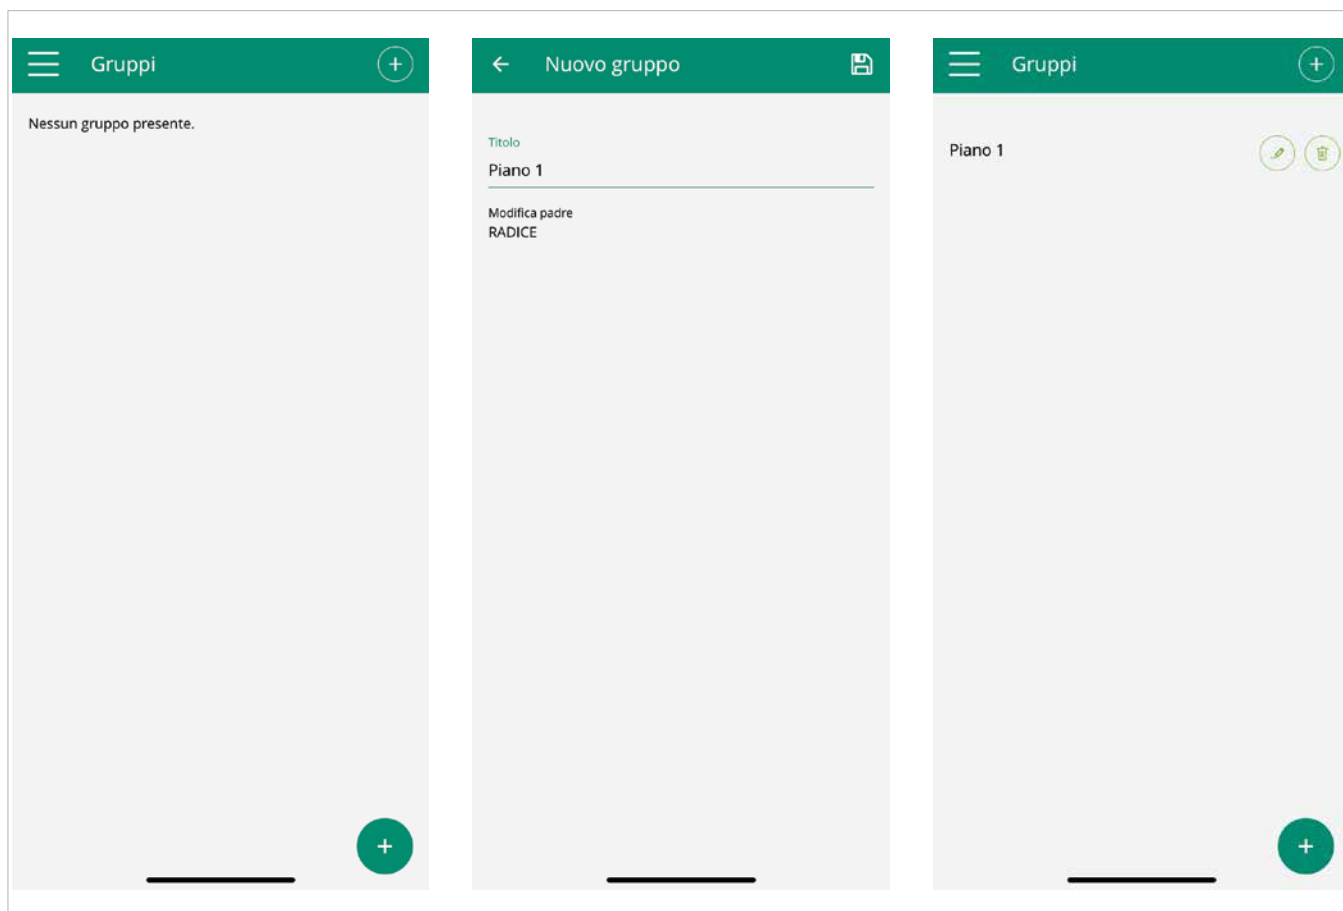 Gruppi
Nessun gruppo presente.
Nuovo gruppo
Titolo
Piano 1
Modifica padre
RADICE
Gruppi
Piano 1